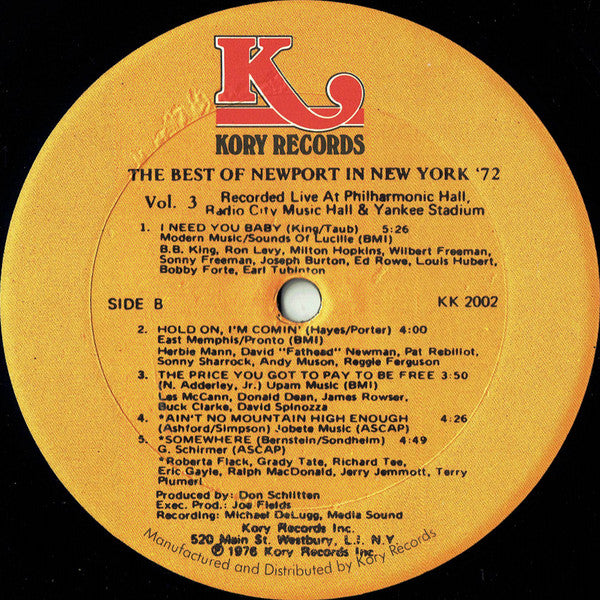 K
KORY RECORDS
THE BEST OF NEWPORT IN NEW YORK '72
Vol. 3 Recorded Live At Philharmonic Hall,
Radio City Music Hall & Yankee Stadium
1. I NEED YOU BABY (King/Taub) 5:26
Modern Music/Sounds Of Lucille (BMI)
B.B. King, Ron Levy, Milton Hopkins, Wilbert Freeman,
Sonny Freeman, Joseph Burton, Ed Rowe, Louis Hubert,
Bobby Forte, Earl Tubinton
SIDE B
KK 2002
2. HOLD ON, I'M COMIN' (Hayes/Porter) 4:00
East Memphis/Pronto (BMI)
Herbie Mann, David "Fathead" Newman, Pat Rebillot,
Sonny Sharrock, Andy Muson, Reggie Ferguson
3. THE PRICE YOU GOT TO PAY TO BE FREE 3:50
(N. Adderley, Jr.) Upam Music (BMI)
Les McCann, Donald Dean, James Rowser,
Buck Clarke, David Spinozza
4. *AIN'T NO MOUNTAIN HIGH ENOUGH 4:26
(Ashford/Simpson) Jobete Music (ASCAP)
5. *SOMEWHERE (Bernstein/Sondheim) 4:49
G. Schirmer (ASCAP)
*Roberta Flack, Grady Tate, Richard Tee,
Eric Gayle, Ralph MacDonald, Jerry Jemmott, Terry
Plumerl
Produced by: Don Schlitten
Exec. Prod.: Joe Fields
Recording: Michael DeLugg, Media Sound
Kory Records Inc.
520 Main St. Westbury, L.I. N.Y.
℗ 1976 Kory Records Inc.
Manufactured and Distributed by Kory Records